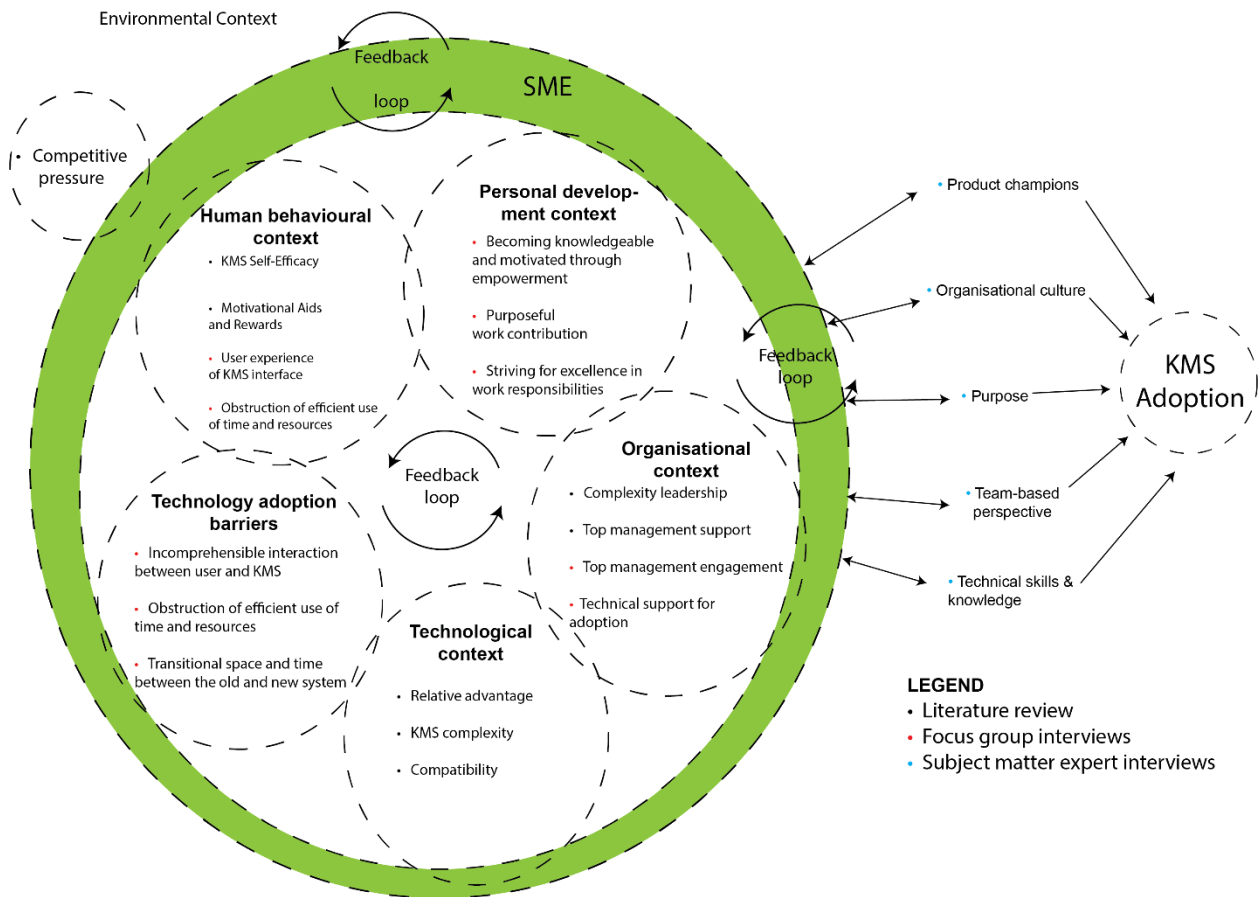 Environmental Context
Feedback
loop
SME
• Competitive
pressure
Human behavioural
context
• KMS Self-Efficacy
• Motivational Aids
and Rewards
• User experience
of KMS interface
• Obstruction of efficient use
of time and resources
Personal develop-
ment context
• Becoming knowledgeable
and motivated through
empowerment
• Purposeful
work contribution
• Striving for excellence in
work responsibilities
Feedback
loop
Organisational
context
• Complexity leadership
• Top management support
• Top management engagement
• Technical support for
adoption
Feedback
loop
Technology adoption
barriers
• Incomprehensible interaction
between user and KMS
• Obstruction of efficient use of
time and resources
• Transitional space and time
between the old and new system
Technological
context
• Relative advantage
• KMS complexity
• Compatibility
• Product champions
• Organisational culture
• Purpose
• Team-based
perspective
• Technical skills &
knowledge
KMS
Adoption
LEGEND
• Literature review
• Focus group interviews
• Subject matter expert interviews